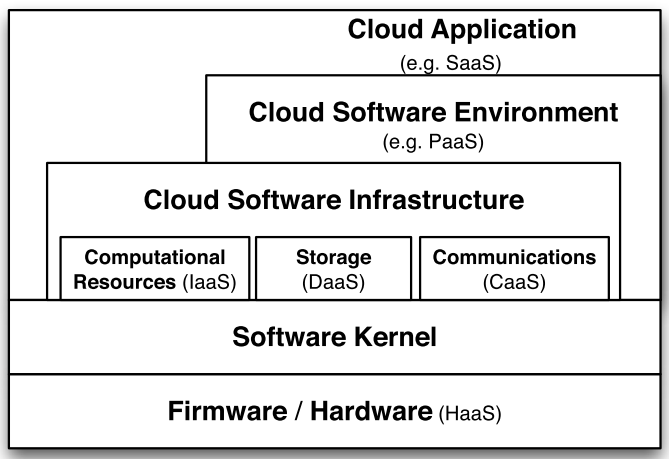 Cloud Application
(e.g. SaaS)
Cloud Software Environment
(e.g. PaaS)
Cloud Software Infrastructure
Computational
Resources (IaaS)
Storage
(DaaS)
Communications
(CaaS)
Software Kernel
Firmware / Hardware (HaaS)